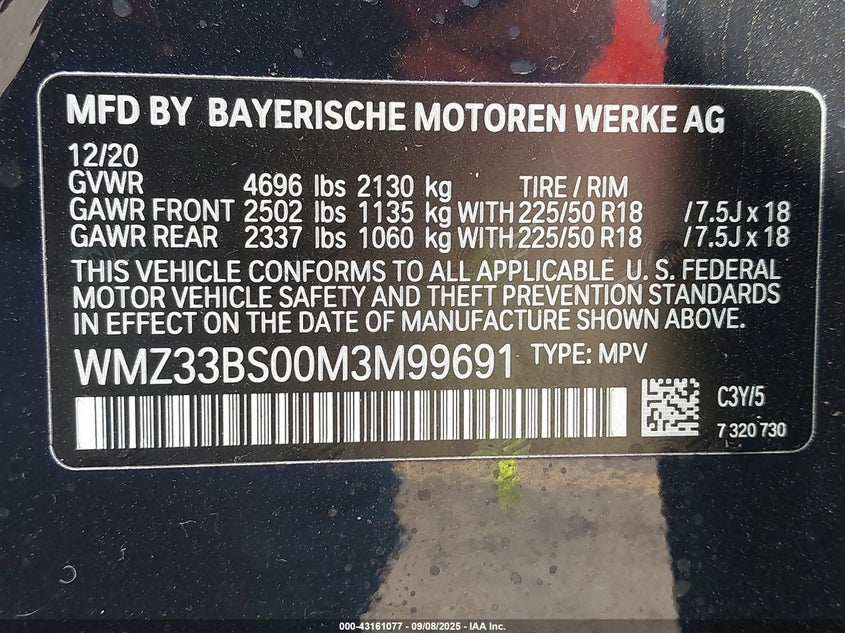 MFD BY BAYERISCHE MOTOREN WERKE AG
12/20
GVWR 4696 lbs 2130 kg TIRE / RIM
GAWR FRONT 2502 lbs 1135 kg WITH 225/50 R18 / 7.5J x 18
GAWR REAR 2337 lbs 1060 kg WITH 225/50 R18 / 7.5J x 18
THIS VEHICLE CONFORMS TO ALL APPLICABLE U. S. FEDERAL
MOTOR VEHICLE SAFETY AND THEFT PREVENTION STANDARDS
IN EFFECT ON THE DATE OF MANUFACTURE SHOWN ABOVE.
WMZ33BS00M3M99691 TYPE: MPV
C3Y/5
7 320 730
000-43161077 - 09/08/2025 - IAA Inc.